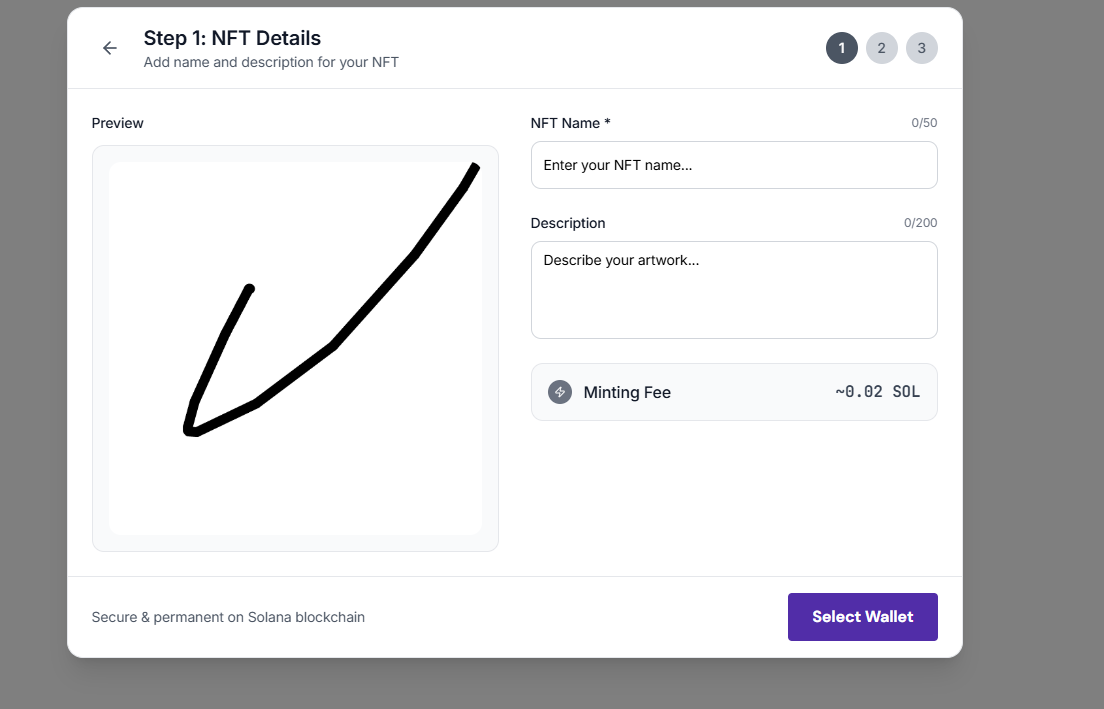 Step 1: NFT Details
Add name and description for your NFT
1 2 3
Preview
NFT Name * 0/50
Enter your NFT name...
Description 0/200
Describe your artwork...
Minting Fee ~0.02 SOL
Secure & permanent on Solana blockchain
Select Wallet